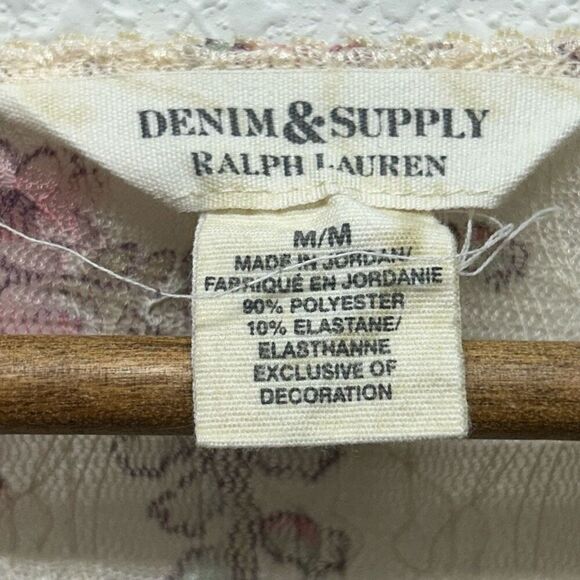 DENIM & SUPPLY
RALPH LAUREN
M/M
MADE IN JORDAN/
FABRIQUÉ EN JORDANIE
90% POLYESTER
10% ELASTANE/
ELASTHANNE
EXCLUSIVE OF
DECORATION